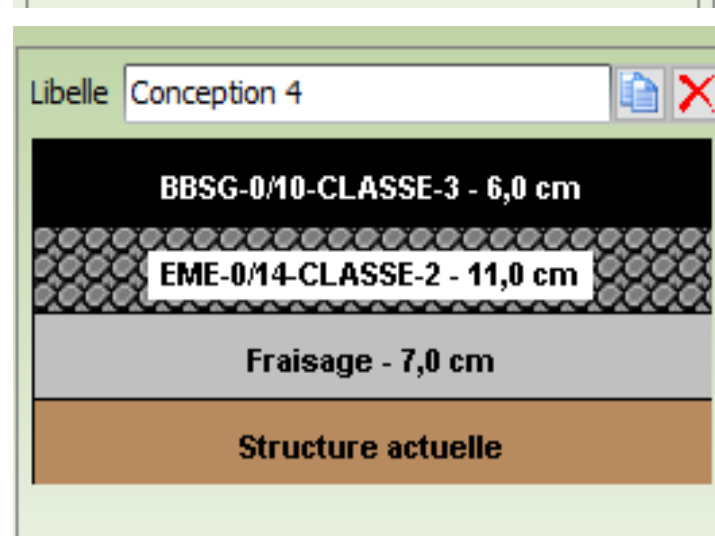 Libelle Conception 4
BBSG-0/10-CLASSE-3 - 6,0 cm
EME-0/14-CLASSE-2 - 11,0 cm
Fraisage - 7,0 cm
Structure actuelle